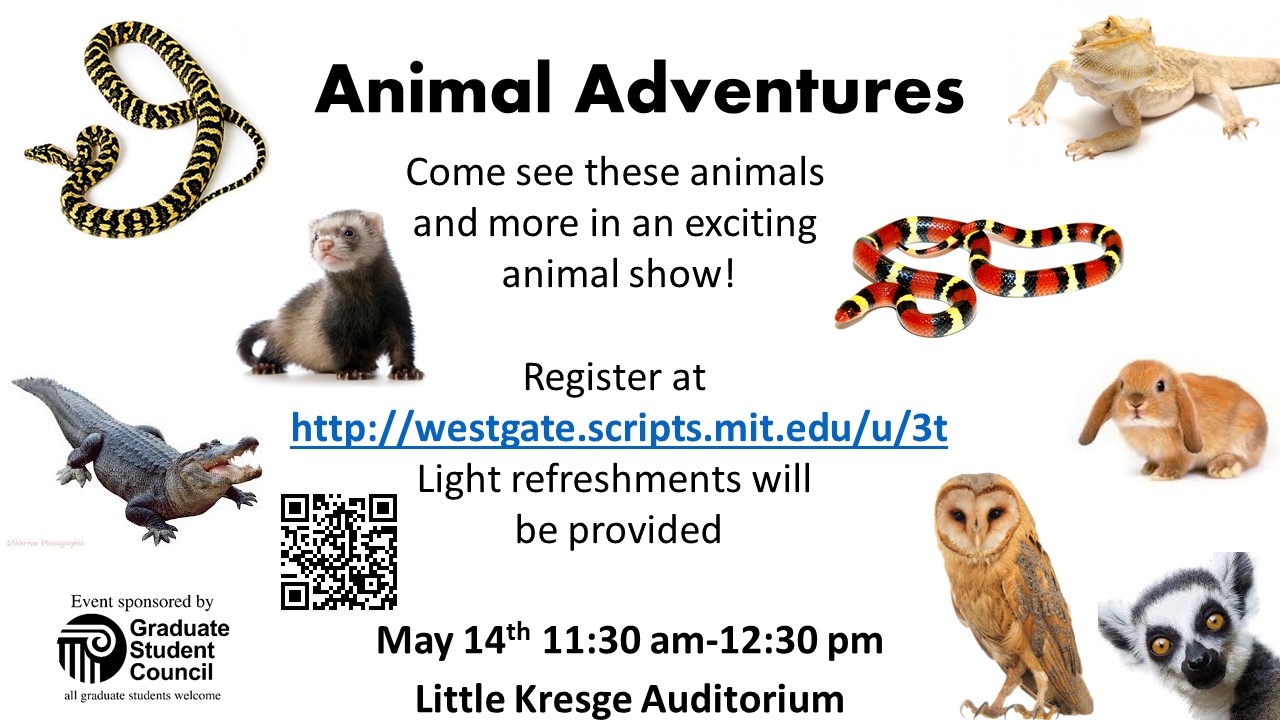 Animal Adventures
Come see these animals
and more in an exciting
animal show!
Register at
http://westgate.scripts.mit.edu/u/3t
Light refreshments will
be provided
©Warren Photographic
Event sponsored by
Graduate
Student
Council
all graduate students welcome
May 14th 11:30 am-12:30 pm
Little Kresge Auditorium